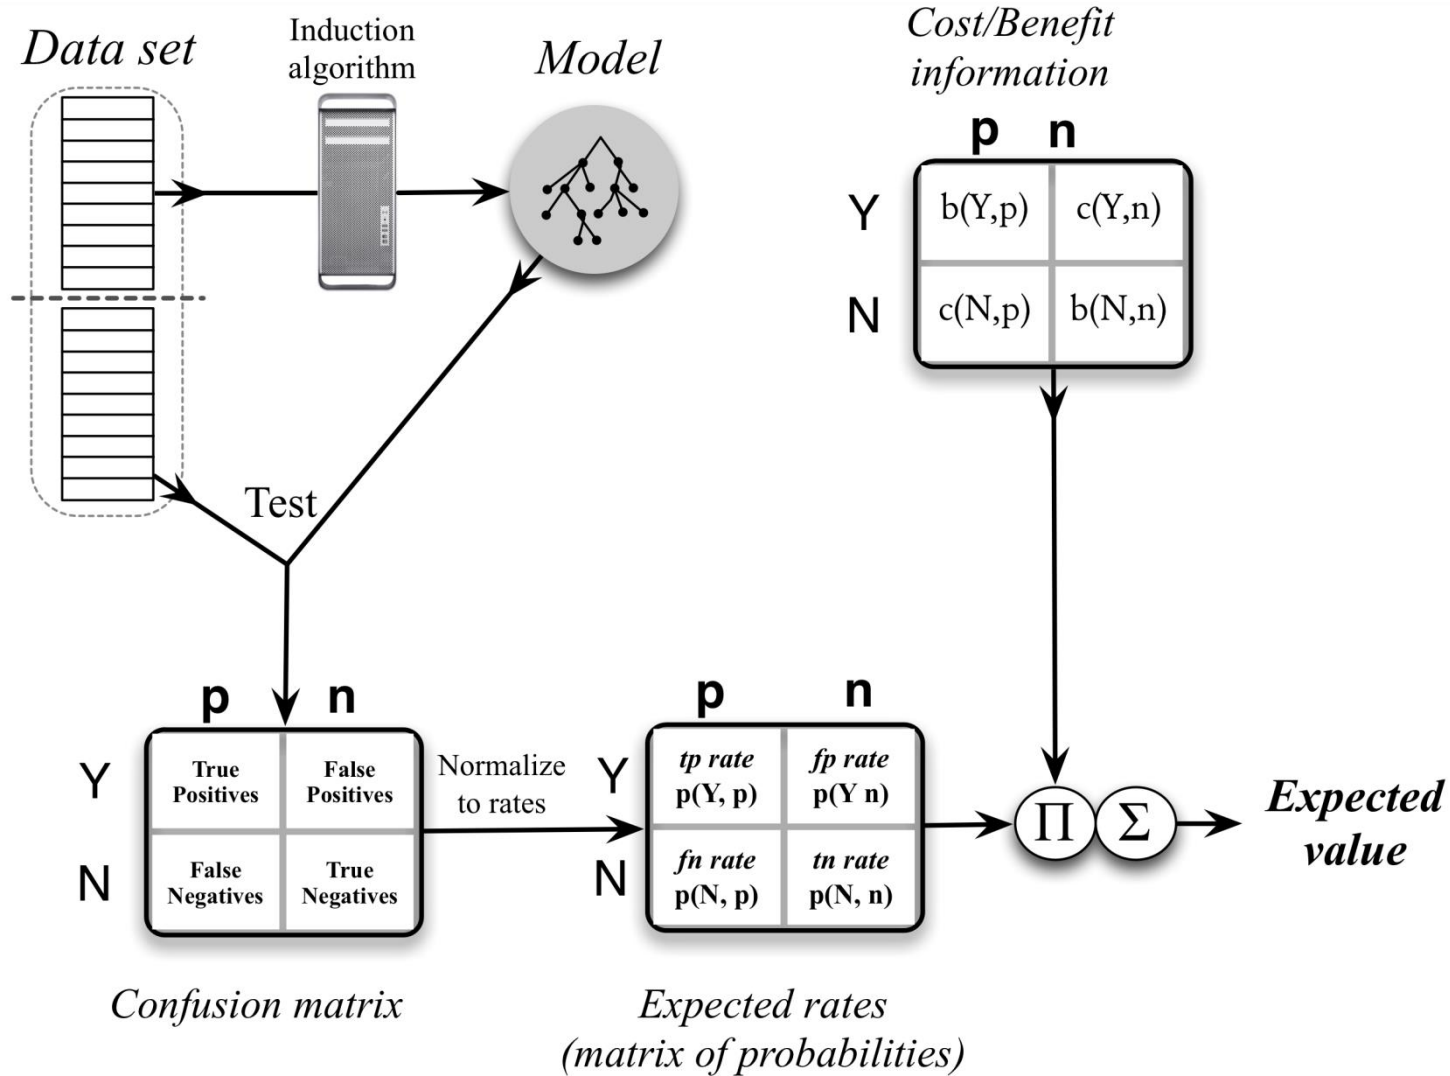 Data set
Induction
algorithm
Model
Cost/Benefit
information
p n
Y b(Y,p) c(Y,n)
N c(N,p) b(N,n)
Test
p n
Y
True
Positives
False
Positives
N
False
Negatives
True
Negatives
Confusion matrix
Normalize
to rates
p n
Y
tp rate
p(Y, p)
fp rate
p(Y n)
N
fn rate
p(N, p)
tn rate
p(N, n)
Expected rates
(matrix of probabilities)
Π Σ
Expected
value